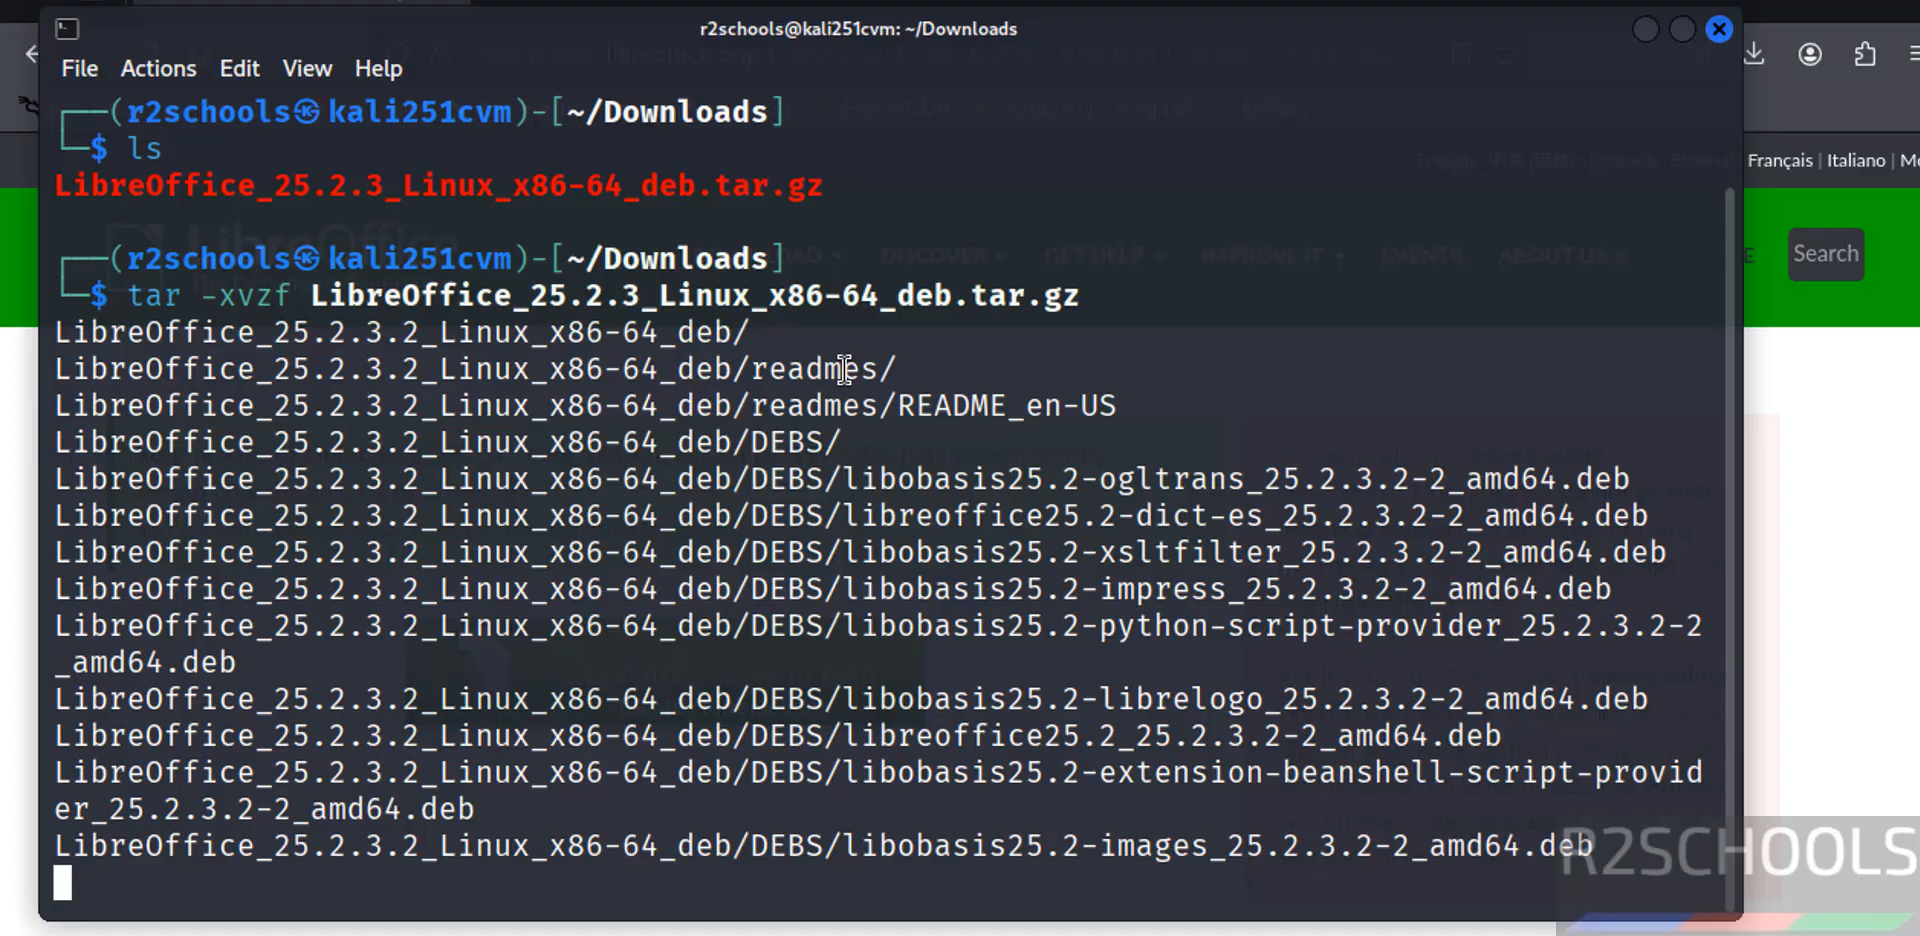 r2schools@kali251cvm: ~/Downloads
File Actions Edit View Help
Français | Italiano |
┌──(r2schools㉿kali251cvm)-[~/Downloads]
└─$ ls
LibreOffice_25.2.3_Linux_x86-64_deb.tar.gz
┌──(r2schools㉿kali251cvm)-[~/Downloads]
Search
└─$ tar -xvzf LibreOffice_25.2.3_Linux_x86-64_deb.tar.gz
LibreOffice_25.2.3.2_Linux_x86-64_deb/
LibreOffice_25.2.3.2_Linux_x86-64_deb/readmes/
LibreOffice_25.2.3.2_Linux_x86-64_deb/readmes/README_en-US
LibreOffice_25.2.3.2_Linux_x86-64_deb/DEBS/
LibreOffice_25.2.3.2_Linux_x86-64_deb/DEBS/libobasis25.2-ogltrans_25.2.3.2-2_amd64.deb
LibreOffice_25.2.3.2_Linux_x86-64_deb/DEBS/libreoffice25.2-dict-es_25.2.3.2-2_amd64.deb
LibreOffice_25.2.3.2_Linux_x86-64_deb/DEBS/libobasis25.2-xsltfilter_25.2.3.2-2_amd64.deb
LibreOffice_25.2.3.2_Linux_x86-64_deb/DEBS/libobasis25.2-impress_25.2.3.2-2_amd64.deb
LibreOffice_25.2.3.2_Linux_x86-64_deb/DEBS/libobasis25.2-python-script-provider_25.2.3.2-2
_amd64.deb
LibreOffice_25.2.3.2_Linux_x86-64_deb/DEBS/libobasis25.2-librelogo_25.2.3.2-2_amd64.deb
LibreOffice_25.2.3.2_Linux_x86-64_deb/DEBS/libreoffice25.2_25.2.3.2-2_amd64.deb
LibreOffice_25.2.3.2_Linux_x86-64_deb/DEBS/libobasis25.2-extension-beanshell-script-provid
er_25.2.3.2-2_amd64.deb
LibreOffice_25.2.3.2_Linux_x86-64_deb/DEBS/libobasis25.2-images_25.2.3.2-2_amd64.deb
R2SCHOOLS